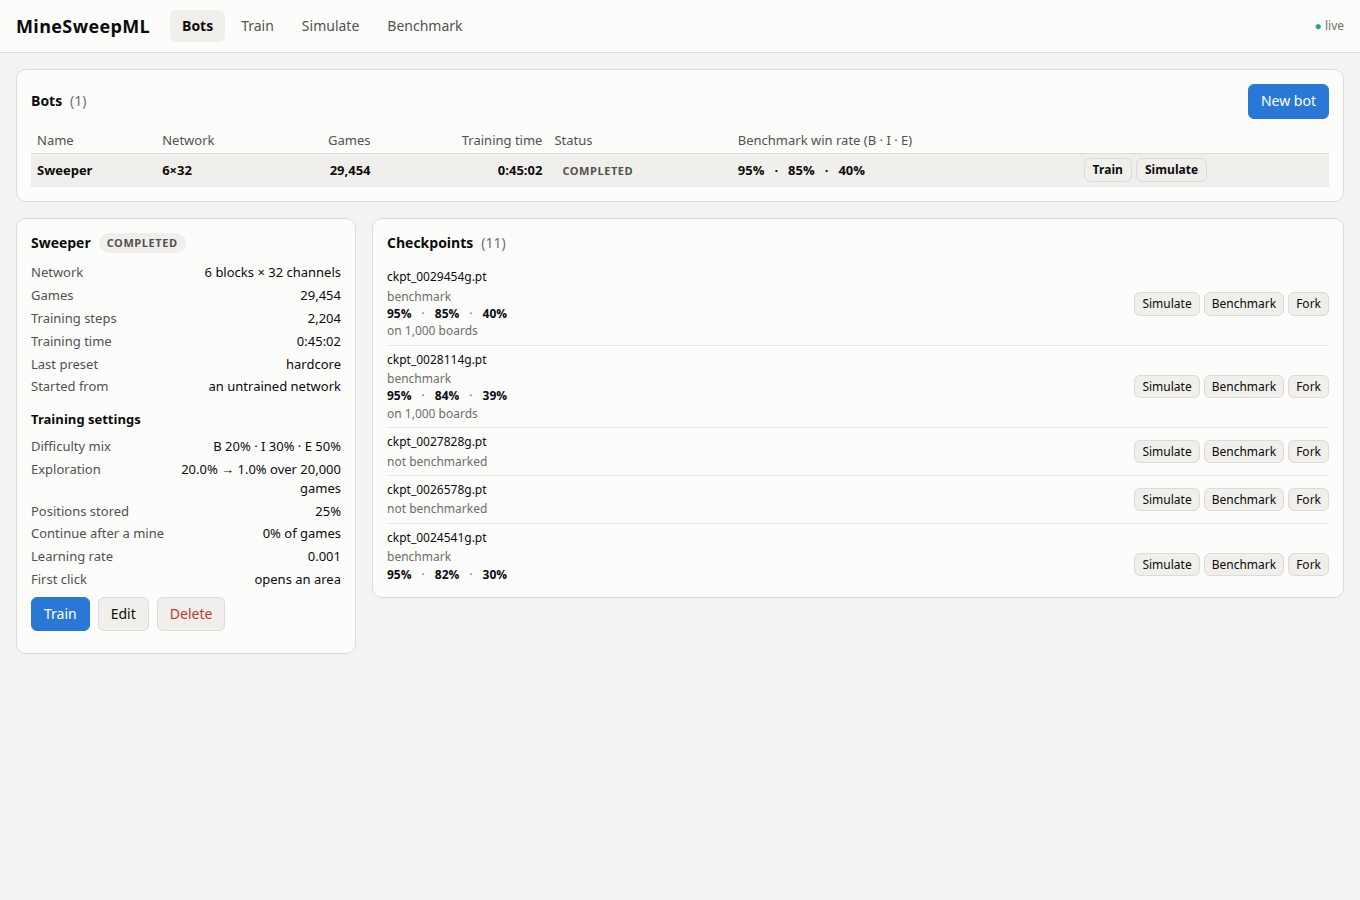 MineSweepML Bots Train Simulate Benchmark ● live
Bots (1) New bot
Name Network Games Training time Status Benchmark win rate (B · I · E)
Sweeper 6×32 29,454 0:45:02 COMPLETED 95% · 85% · 40% Train Simulate
Sweeper COMPLETED
Network 6 blocks × 32 channels
Games 29,454
Training steps 2,204
Training time 0:45:02
Last preset hardcore
Started from an untrained network
Training settings
Difficulty mix B 20% · I 30% · E 50%
Exploration 20.0% → 1.0% over 20,000
games
Positions stored 25%
Continue after a mine 0% of games
Learning rate 0.001
First click opens an area
Train Edit Delete
Checkpoints (11)
ckpt_0029454g.pt
benchmark
95% · 85% · 40%
on 1,000 boards
Simulate Benchmark Fork
ckpt_0028114g.pt
benchmark
95% · 84% · 39%
on 1,000 boards
Simulate Benchmark Fork
ckpt_0027828g.pt
not benchmarked
Simulate Benchmark Fork
ckpt_0026578g.pt
not benchmarked
Simulate Benchmark Fork
ckpt_0024541g.pt
benchmark
95% · 82% · 30%
Simulate Benchmark Fork